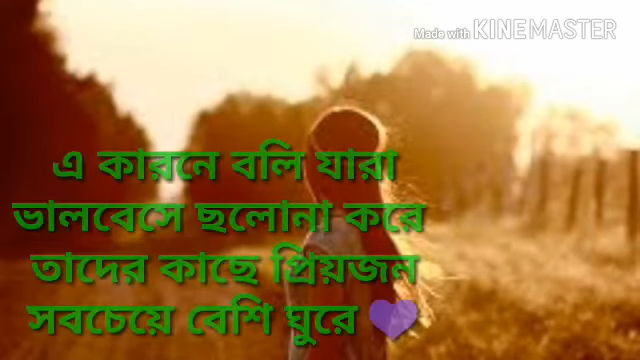 Made with KINEMASTER
এ কারনে বলি যারা
ভালবেসে ছলোনা করে
তাদের কাছে প্রিয়জন
সবচেয়ে বেশি ঘুরে 💜